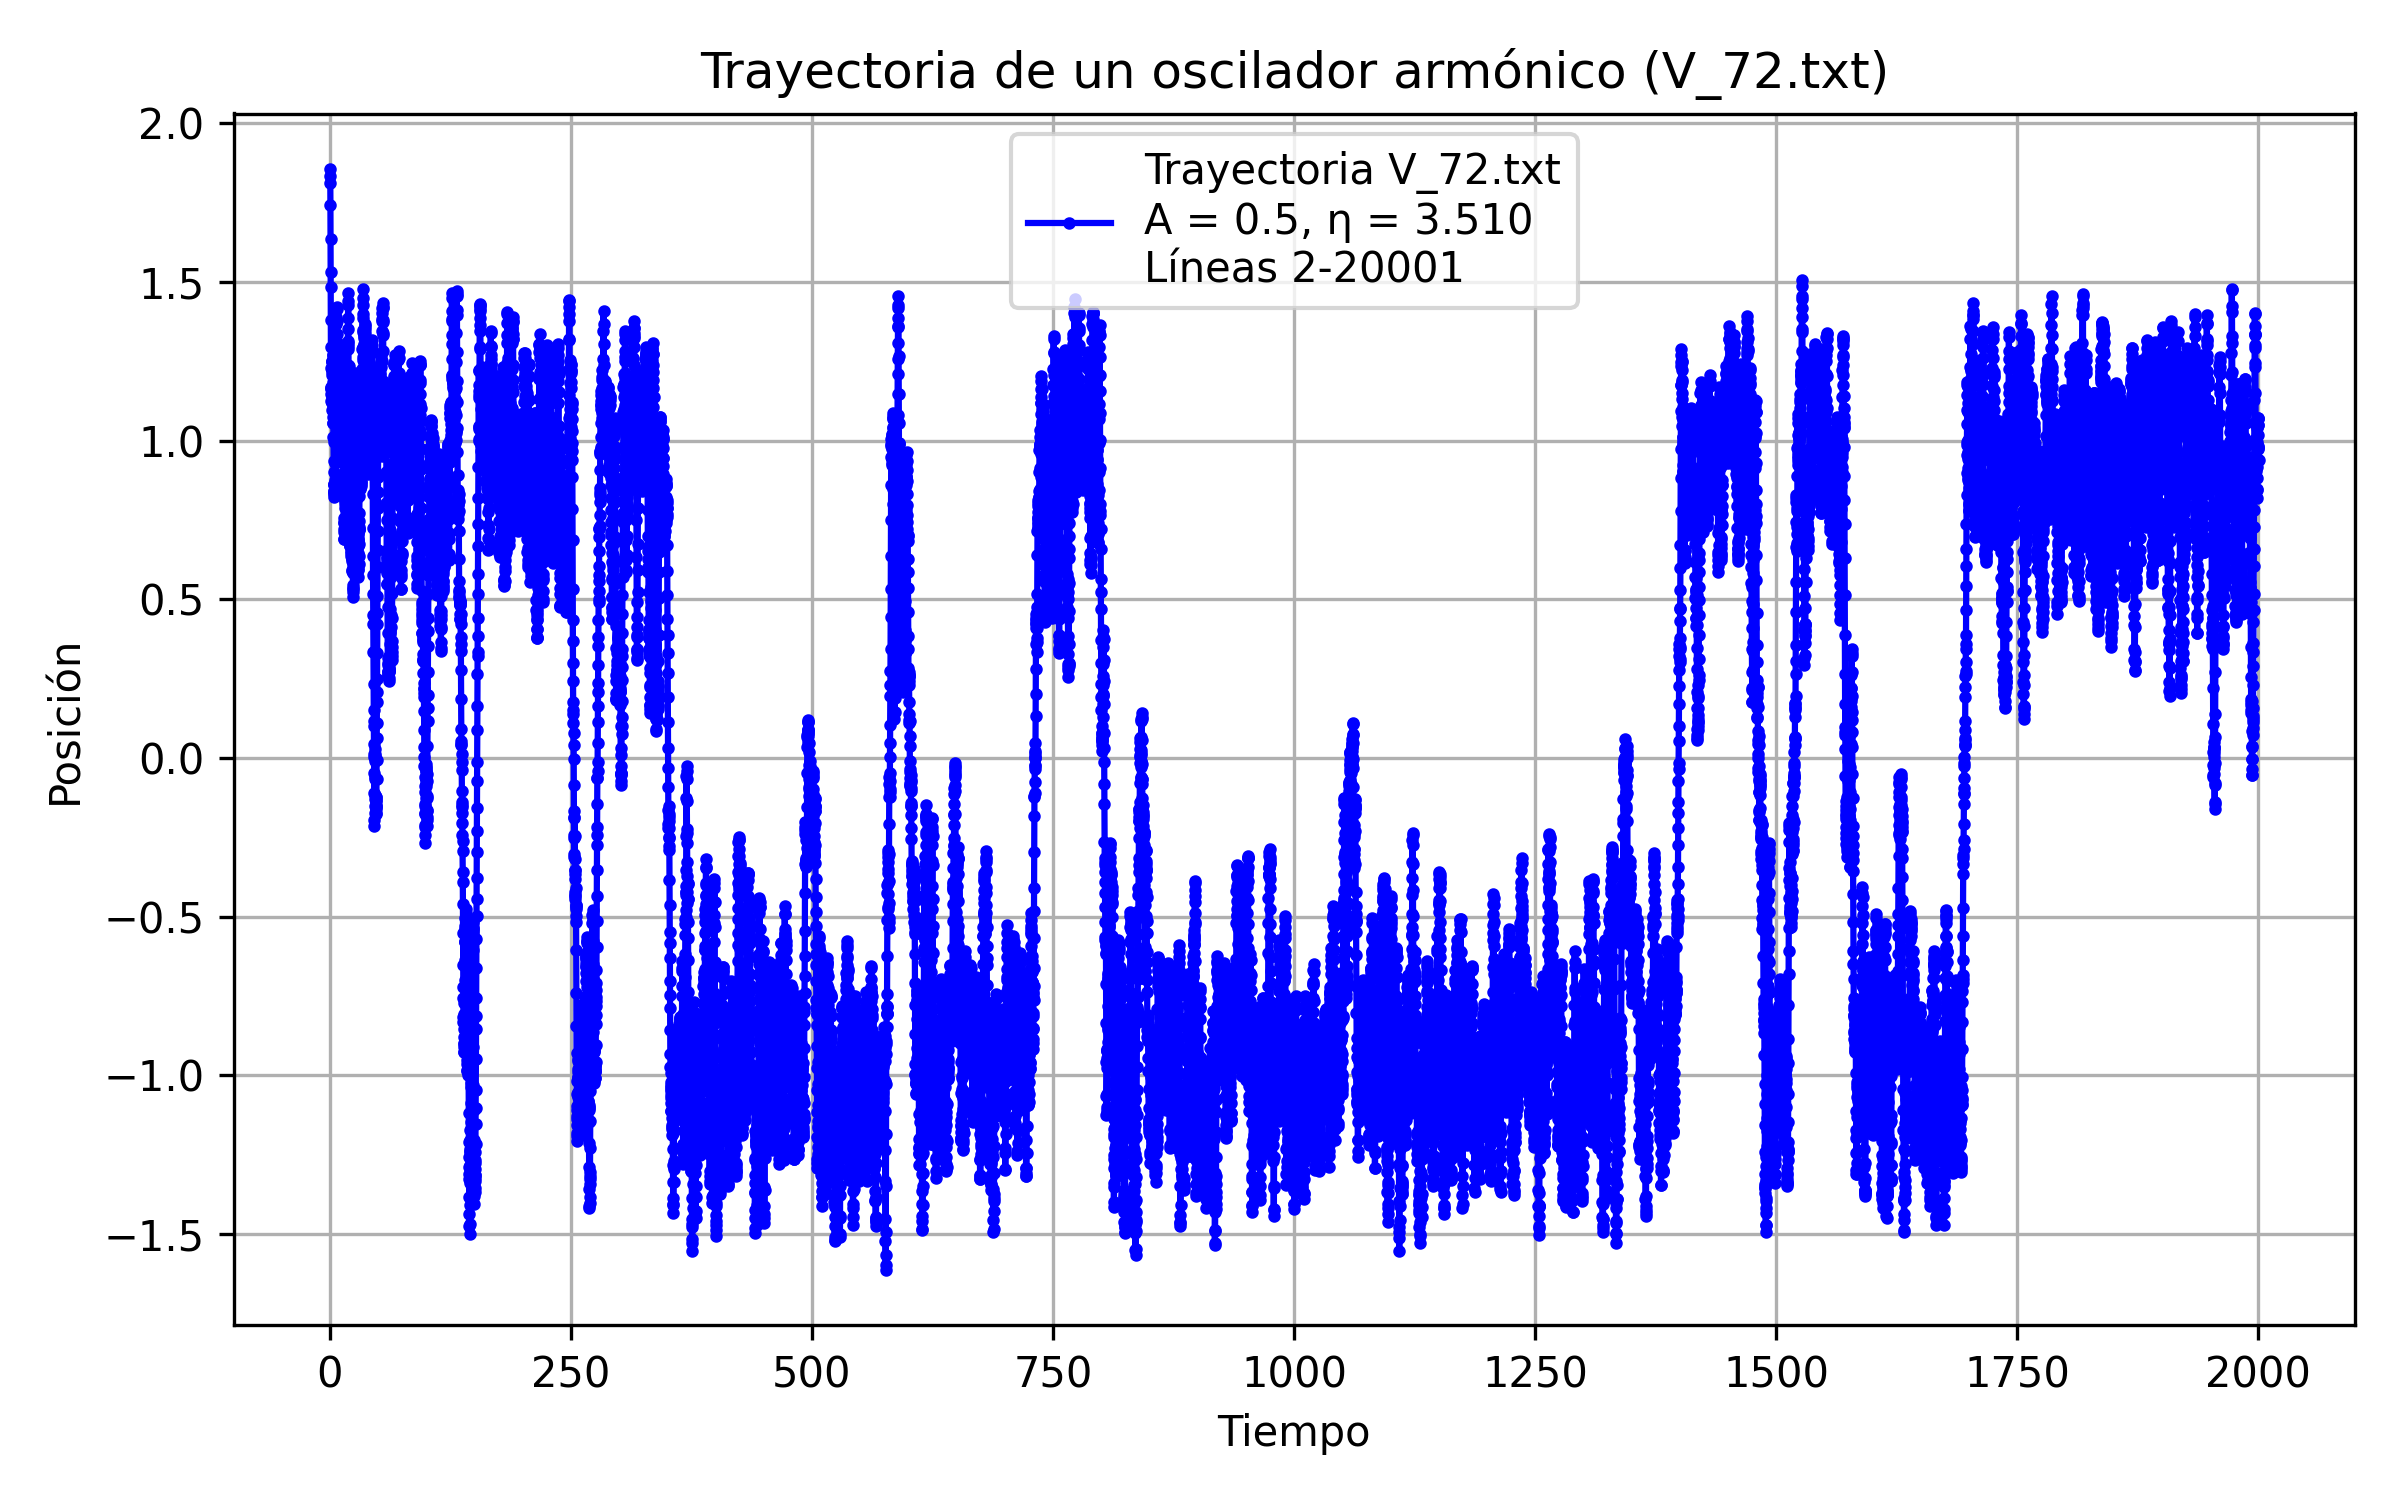 Trayectoria de un oscilador armónico (V_72.txt)
2.0
1.5
1.0
0.5
0.0
−0.5
−1.0
−1.5
Posición
Trayectoria V_72.txt
A = 0.5, η = 3.510
Líneas 2-20001
0 250 500 750 1000 1250 1500 1750 2000
Tiempo